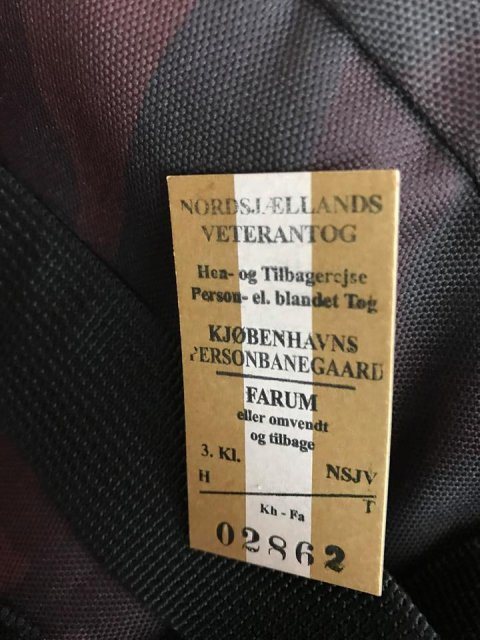 NORDSJÆLLANDS
VETERANTOG
Hen- og Tilbagerejse
Person- el. blandet Tog
KJØBENHAVNS
PERSONBANEGAARD
FARUM
eller omvendt
og tilbage
3. Kl.
NSJV
H
T
Kh - Fa
02862